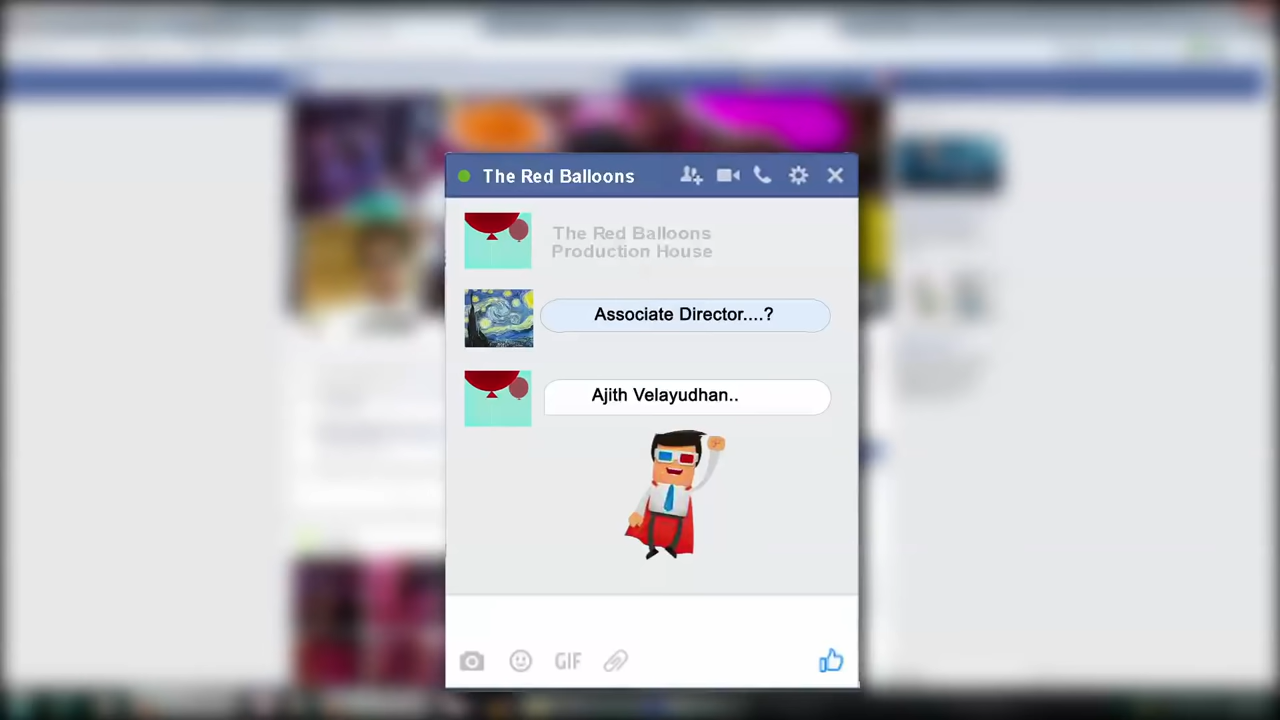 The Red Balloons
The Red Balloons
Production House
Associate Director....?
Ajith Velayudhan..
GIF